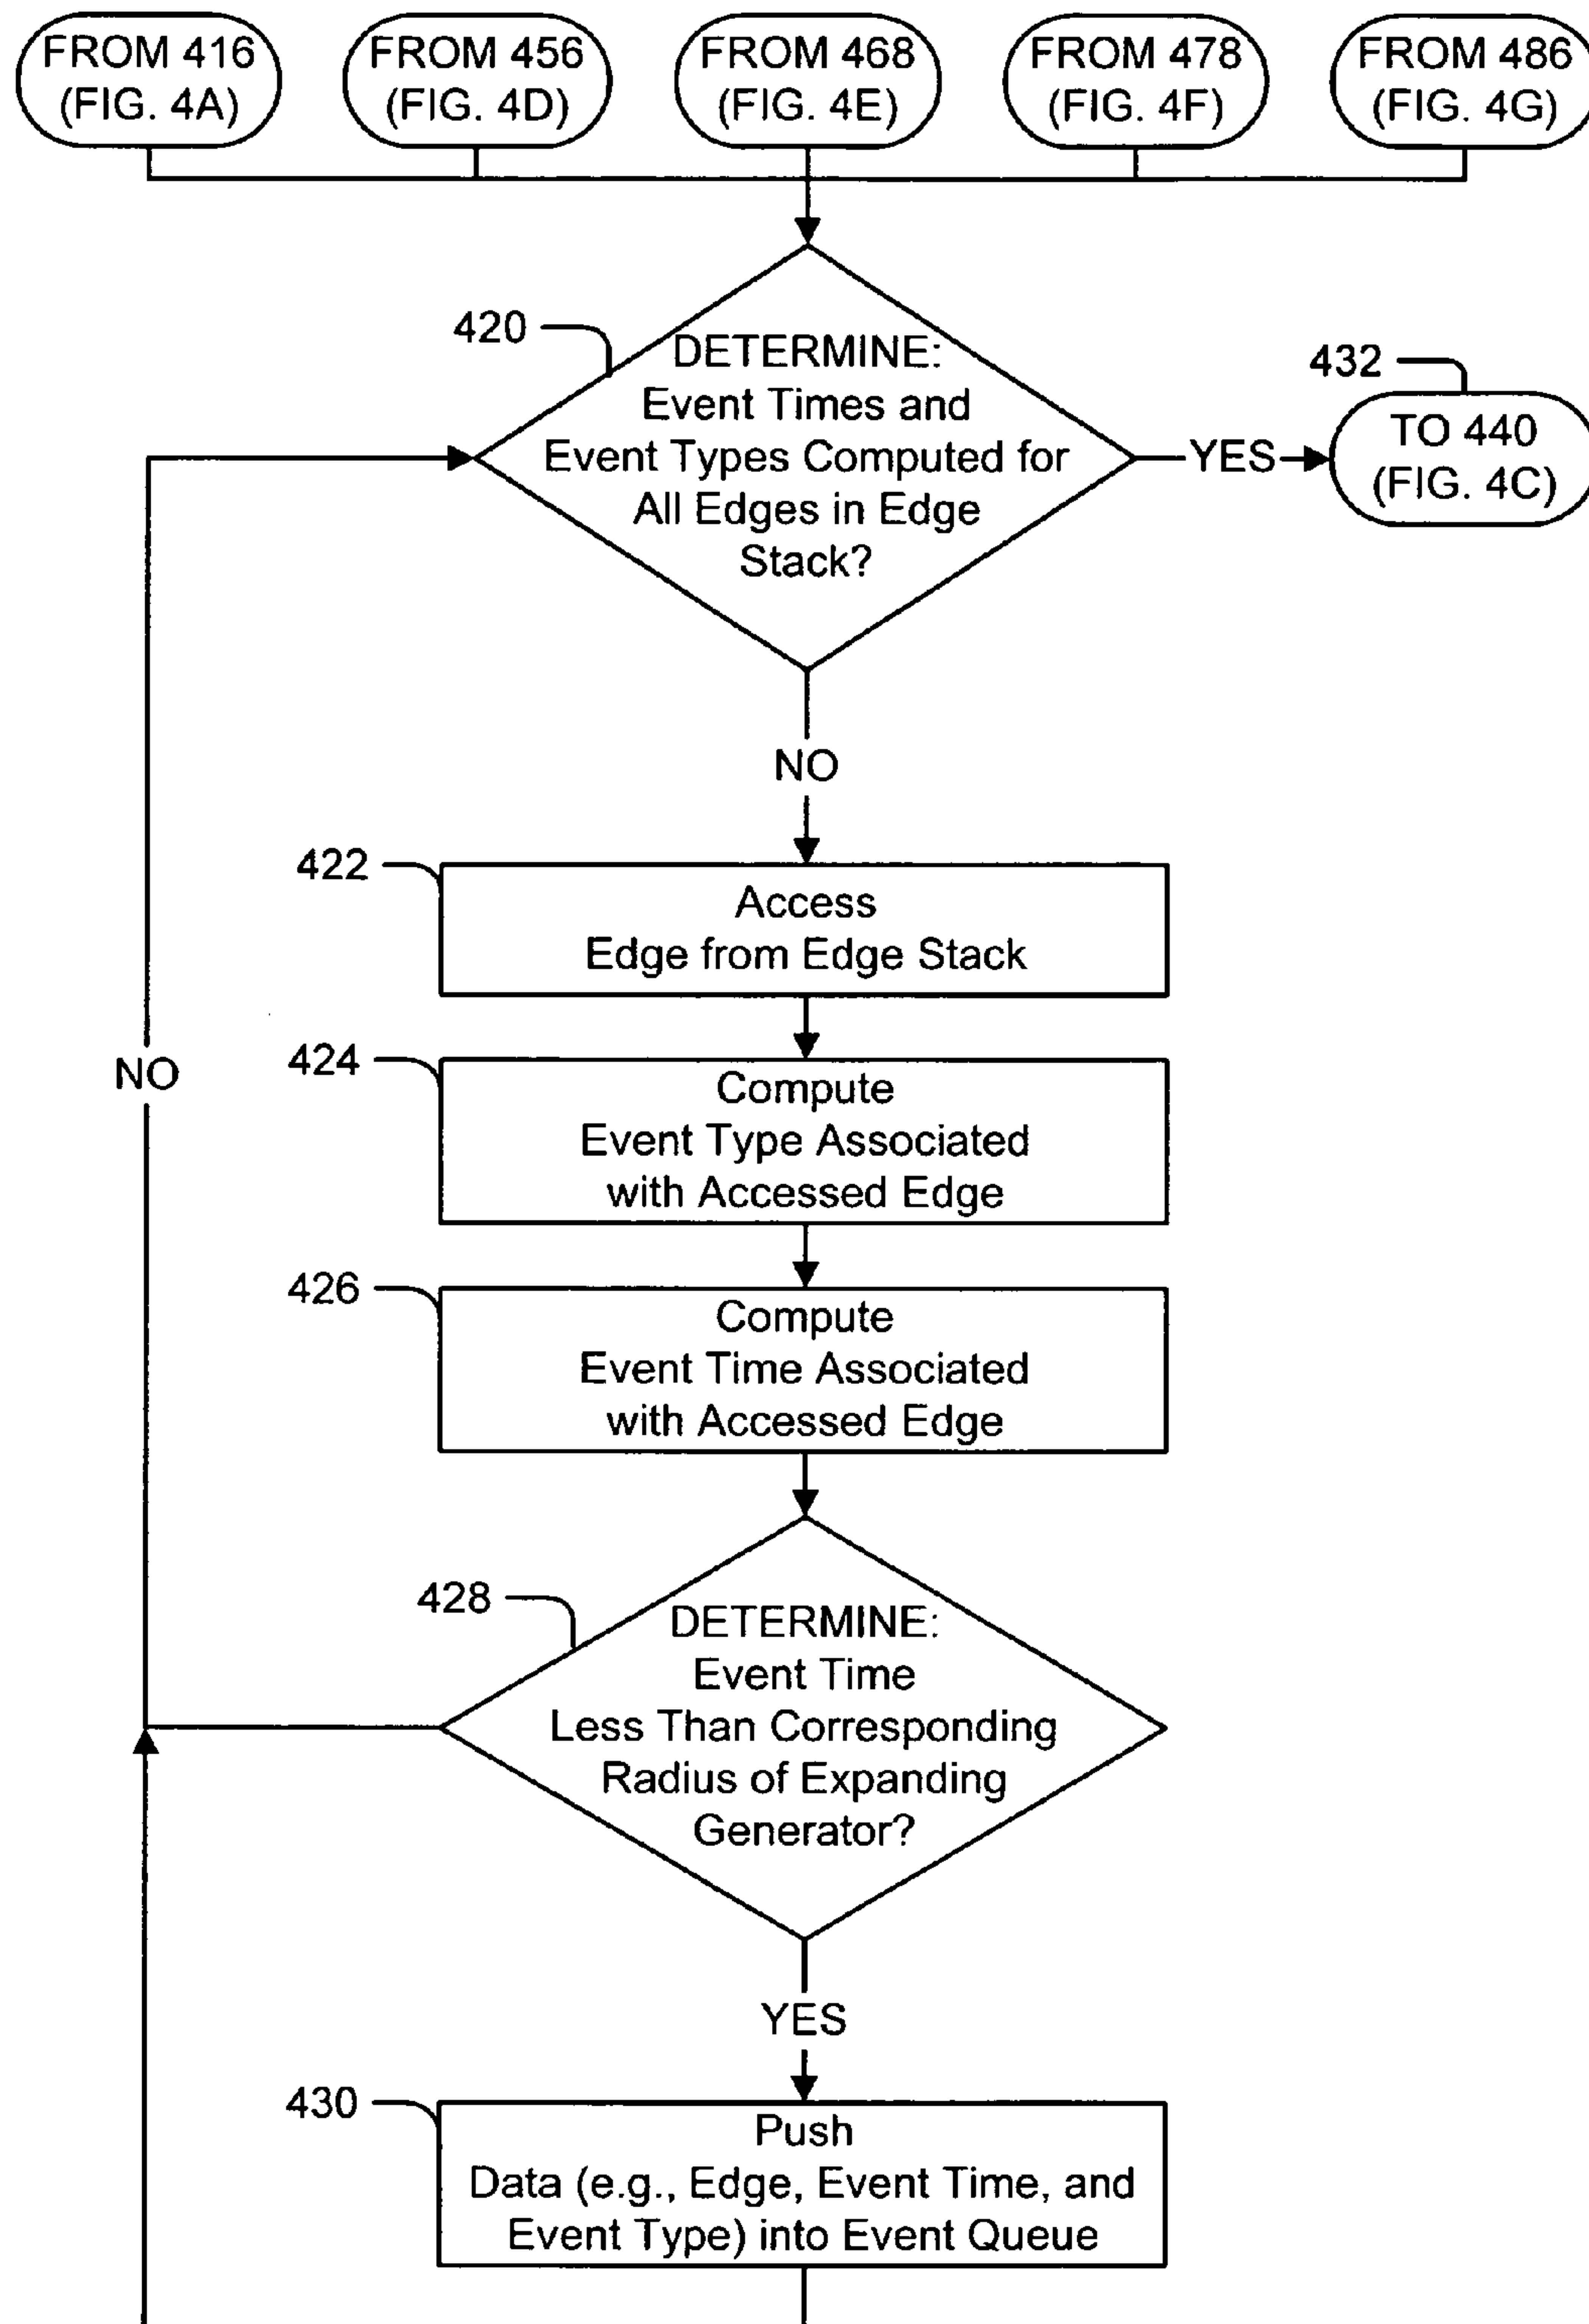 FROM 416
(FIG. 4A)
FROM 456
(FIG. 4D)
FROM 468
(FIG. 4E)
FROM 478
(FIG. 4F)
FROM 486
(FIG. 4G)
420
DETERMINE:
Event Times and
Event Types Computed for
All Edges in Edge
Stack?
YES
432
TO 440
(FIG. 4C)
NO
422
Access
Edge from Edge Stack
NO
424
Compute
Event Type Associated
with Accessed Edge
426
Compute
Event Time Associated
with Accessed Edge
428
DETERMINE:
Event Time
Less Than Corresponding
Radius of Expanding
Generator?
YES
430
Push
Data (e.g., Edge, Event Time, and
Event Type) into Event Queue